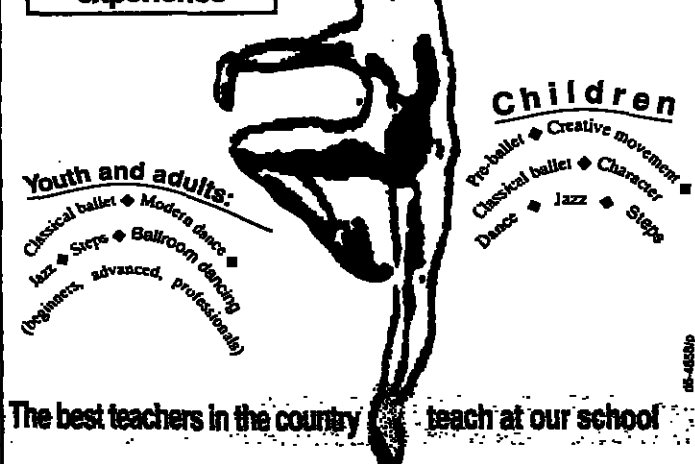 experience
Children
Pre-ballet ◆ Creative movement ■
Classical ballet ◆ Character
Dance ◆ Jazz ◆ Steps
Youth and adults:
Classical ballet ◆ Modern dance ■
Jazz ■ Steps ◆ Ballroom dancing
(beginners, advanced, professionals)
The best teachers in the country teach at our school